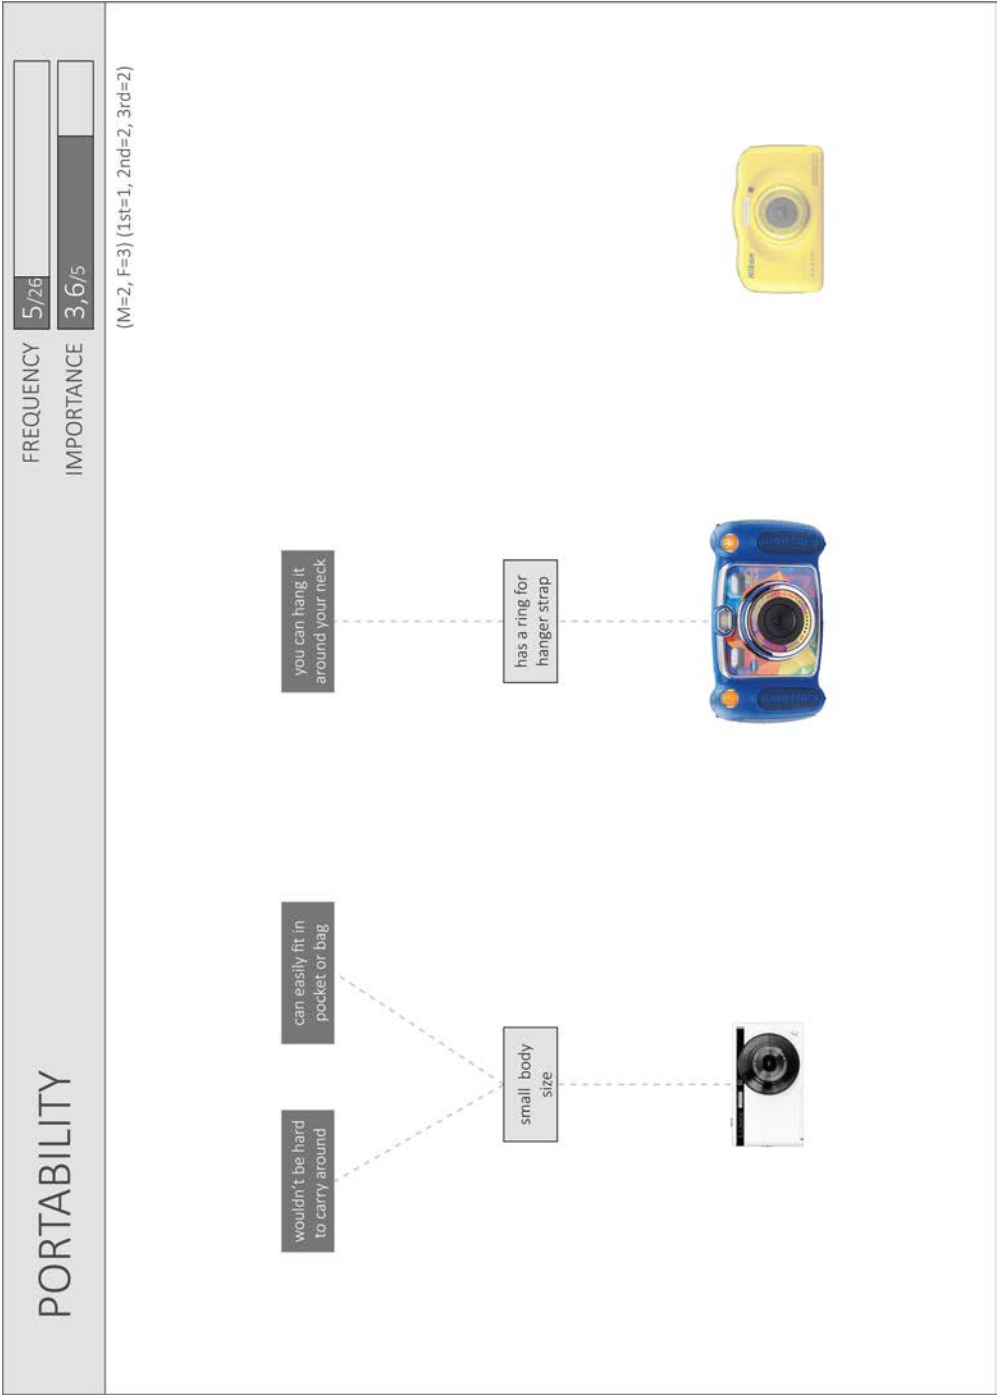 PORTABILITY
FREQUENCY 5/26
IMPORTANCE 3,6/5
(M=2, F=3) (1st=1, 2nd=2, 3rd=2)
wouldn't be hard
to carry around
can easily fit in
pocket or bag
you can hang it
around your neck
small body
size
has a ring for
hanger strap
Nikon